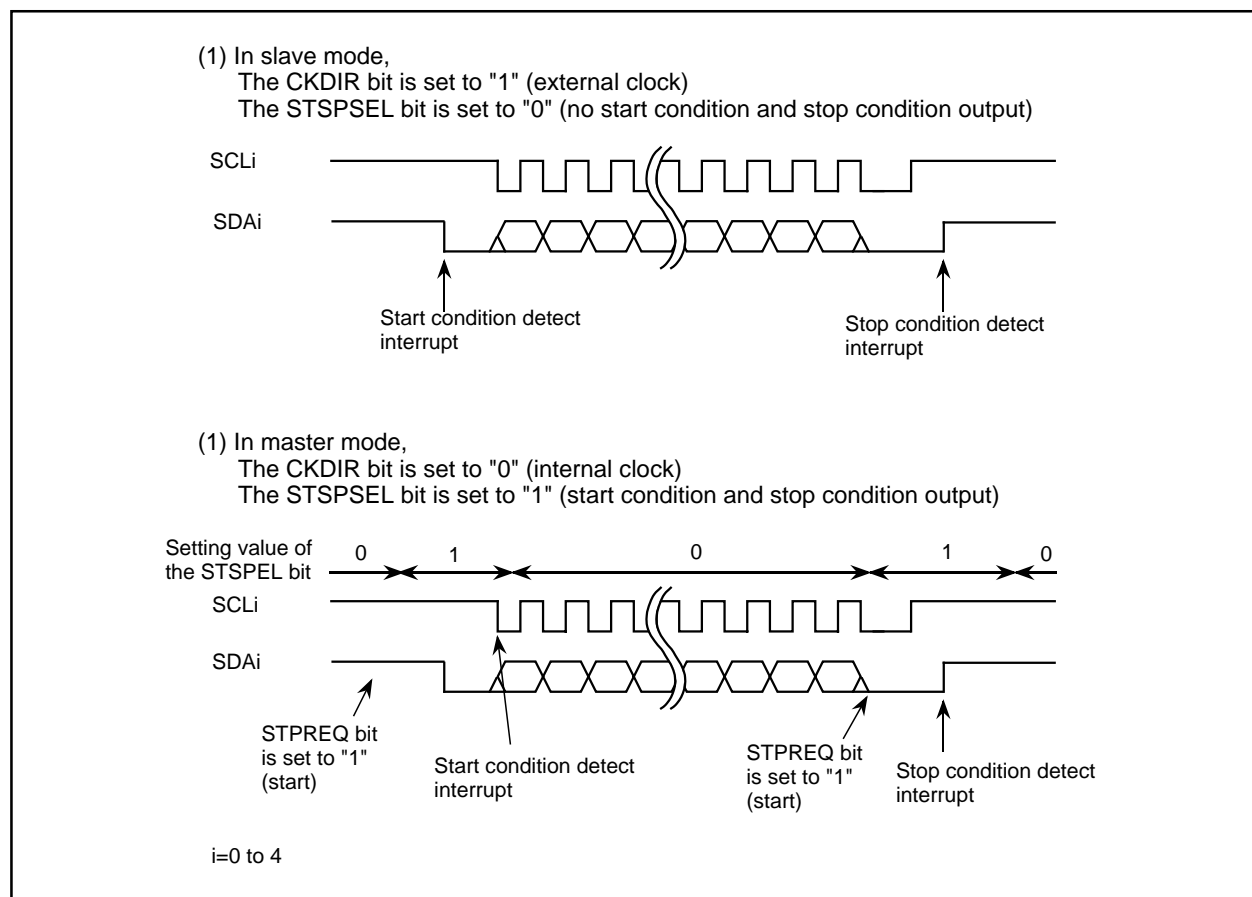 (1) In slave mode,
The CKDIR bit is set to "1" (external clock)
The STSPSEL bit is set to "0" (no start condition and stop condition output)
SCLi
SDAi
Start condition detect
interrupt
Stop condition detect
interrupt
(1) In master mode,
The CKDIR bit is set to "0" (internal clock)
The STSPSEL bit is set to "1" (start condition and stop condition output)
Setting value of
the STSPEL bit
0 1 0 1 0
SCLi
SDAi
STPREQ bit
is set to "1"
(start)
Start condition detect
interrupt
STPREQ bit
is set to "1"
(start)
Stop condition detect
interrupt
i=0 to 4